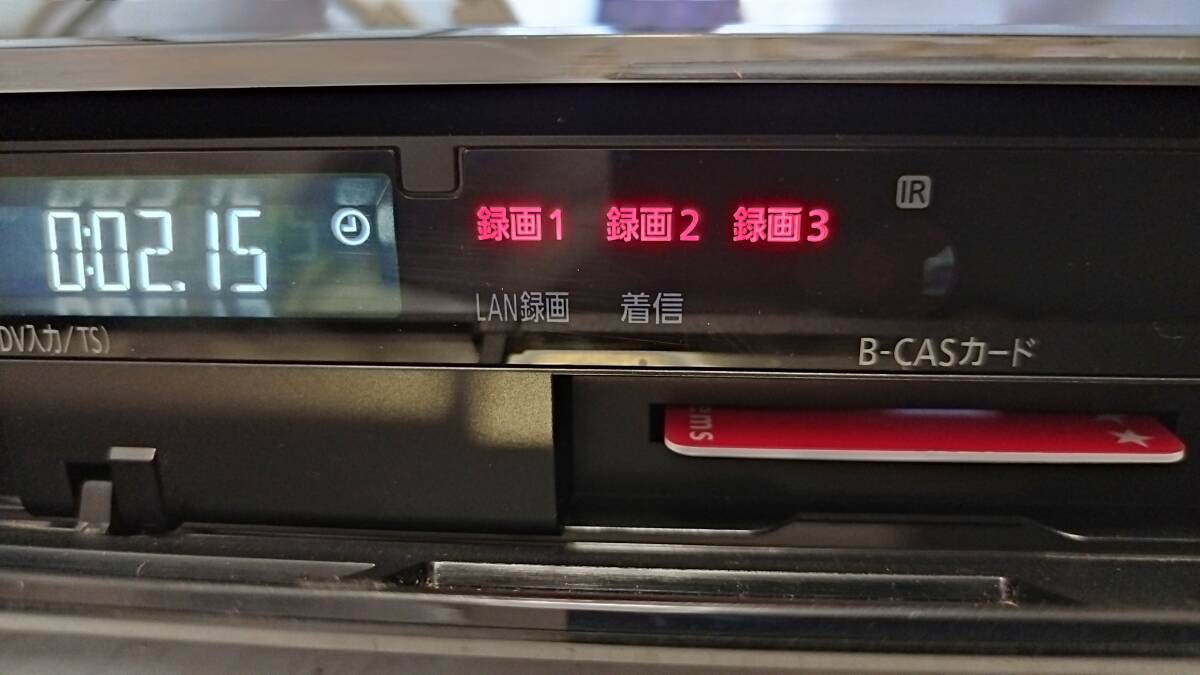 0:02.15
録画1 録画2 録画3
IR
LAN録画 着信
DV入力/TS)
B-CASカード